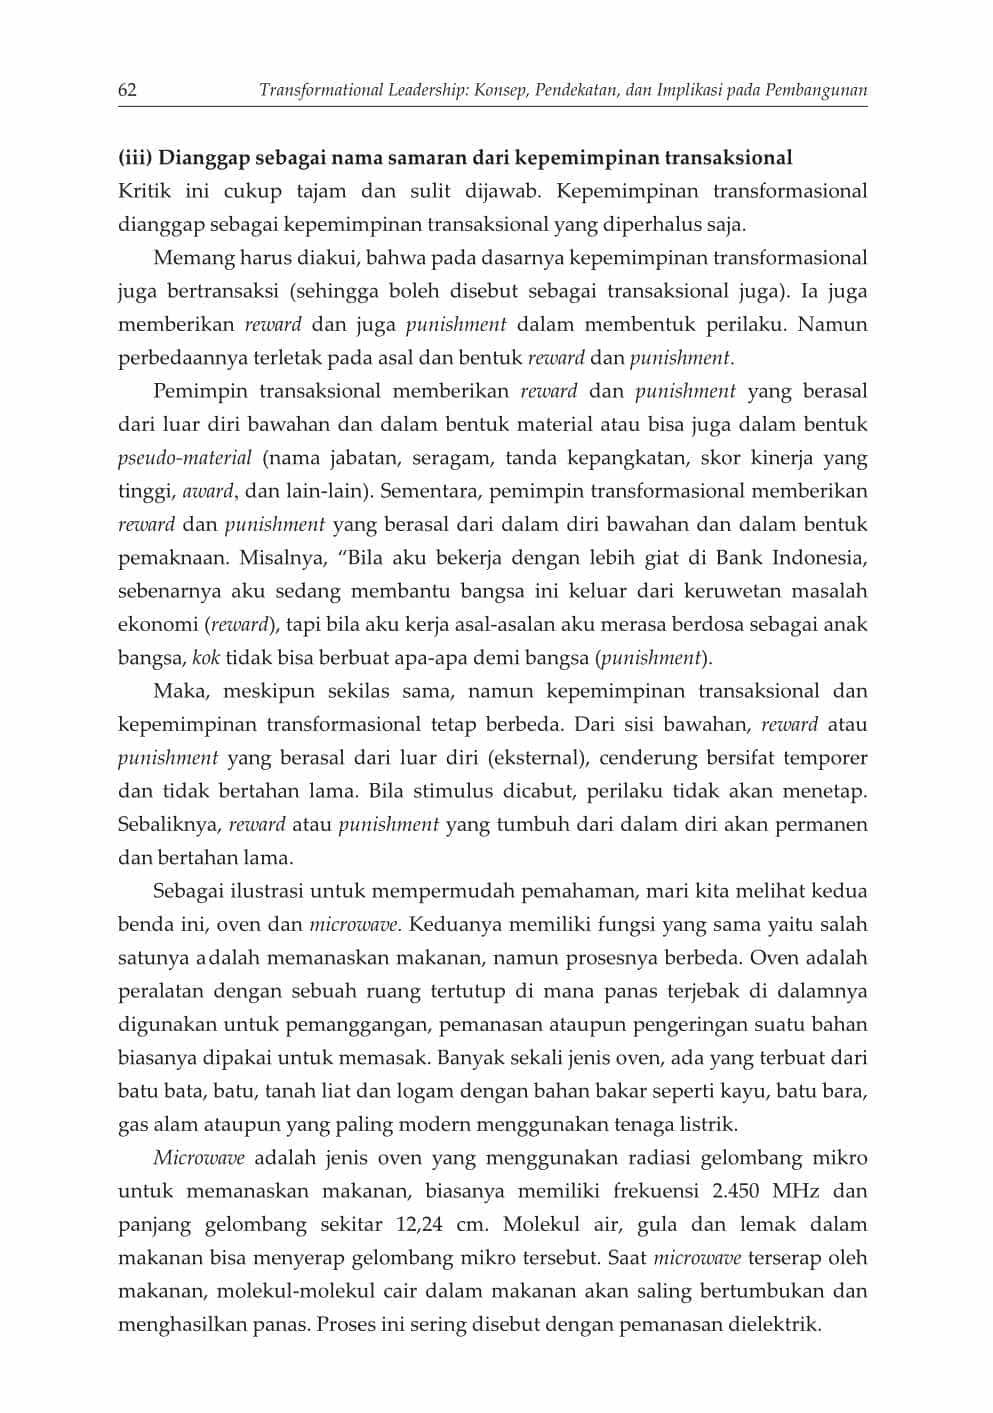 62 Transformational Leadership: Konsep, Pendekatan, dan Implikasi pada Pembangunan
(iii) Dianggap sebagai nama samaran dari kepemimpinan transaksional
Kritik ini cukup tajam dan sulit dijawab. Kepemimpinan transformasional
dianggap sebagai kepemimpinan transaksional yang diperhalus saja.
Memang harus diakui, bahwa pada dasarnya kepemimpinan transformasional
juga bertransaksi (sehingga boleh disebut sebagai transaksional juga). Ia juga
memberikan reward dan juga punishment dalam membentuk perilaku. Namun
perbedaannya terletak pada asal dan bentuk reward dan punishment.
Pemimpin transaksional memberikan reward dan punishment yang berasal
dari luar diri bawahan dan dalam bentuk material atau bisa juga dalam bentuk
pseudo-material (nama jabatan, seragam, tanda kepangkatan, skor kinerja yang
tinggi, award, dan lain-lain). Sementara, pemimpin transformasional memberikan
reward dan punishment yang berasal dari dalam diri bawahan dan dalam bentuk
pemaknaan. Misalnya, “Bila aku bekerja dengan lebih giat di Bank Indonesia,
sebenarnya aku sedang membantu bangsa ini keluar dari keruwetan masalah
ekonomi (reward), tapi bila aku kerja asal-asalan aku merasa berdosa sebagai anak
bangsa, kok tidak bisa berbuat apa-apa demi bangsa (punishment).
Maka, meskipun sekilas sama, namun kepemimpinan transaksional dan
kepemimpinan transformasional tetap berbeda. Dari sisi bawahan, reward atau
punishment yang berasal dari luar diri (eksternal), cenderung bersifat temporer
dan tidak bertahan lama. Bila stimulus dicabut, perilaku tidak akan menetap.
Sebaliknya, reward atau punishment yang tumbuh dari dalam diri akan permanen
dan bertahan lama.
Sebagai ilustrasi untuk mempermudah pemahaman, mari kita melihat kedua
benda ini, oven dan microwave. Keduanya memiliki fungsi yang sama yaitu salah
satunya adalah memanaskan makanan, namun prosesnya berbeda. Oven adalah
peralatan dengan sebuah ruang tertutup di mana panas terjebak di dalamnya
digunakan untuk pemanggangan, pemanasan ataupun pengeringan suatu bahan
biasanya dipakai untuk memasak. Banyak sekali jenis oven, ada yang terbuat dari
batu bata, batu, tanah liat dan logam dengan bahan bakar seperti kayu, batu bara,
gas alam ataupun yang paling modern menggunakan tenaga listrik.
Microwave adalah jenis oven yang menggunakan radiasi gelombang mikro
untuk memanaskan makanan, biasanya memiliki frekuensi 2.450 MHz dan
panjang gelombang sekitar 12,24 cm. Molekul air, gula dan lemak dalam
makanan bisa menyerap gelombang mikro tersebut. Saat microwave terserap oleh
makanan, molekul-molekul cair dalam makanan akan saling bertumbukan dan
menghasilkan panas. Proses ini sering disebut dengan pemanasan dielektrik.